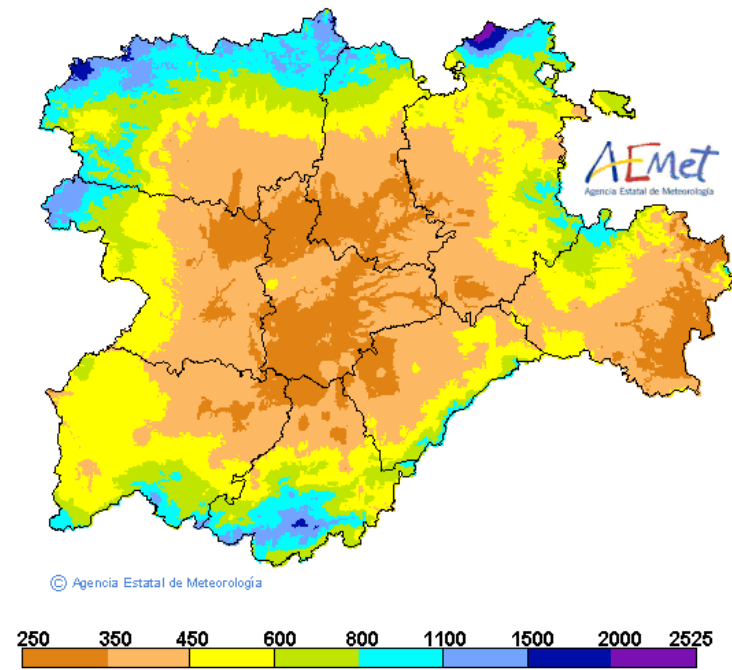 AEMet
Agencia Estatal de Meteorología
© Agencia Estatal de Meteorología
250 350 450 600 800 1100 1500 2000 2525